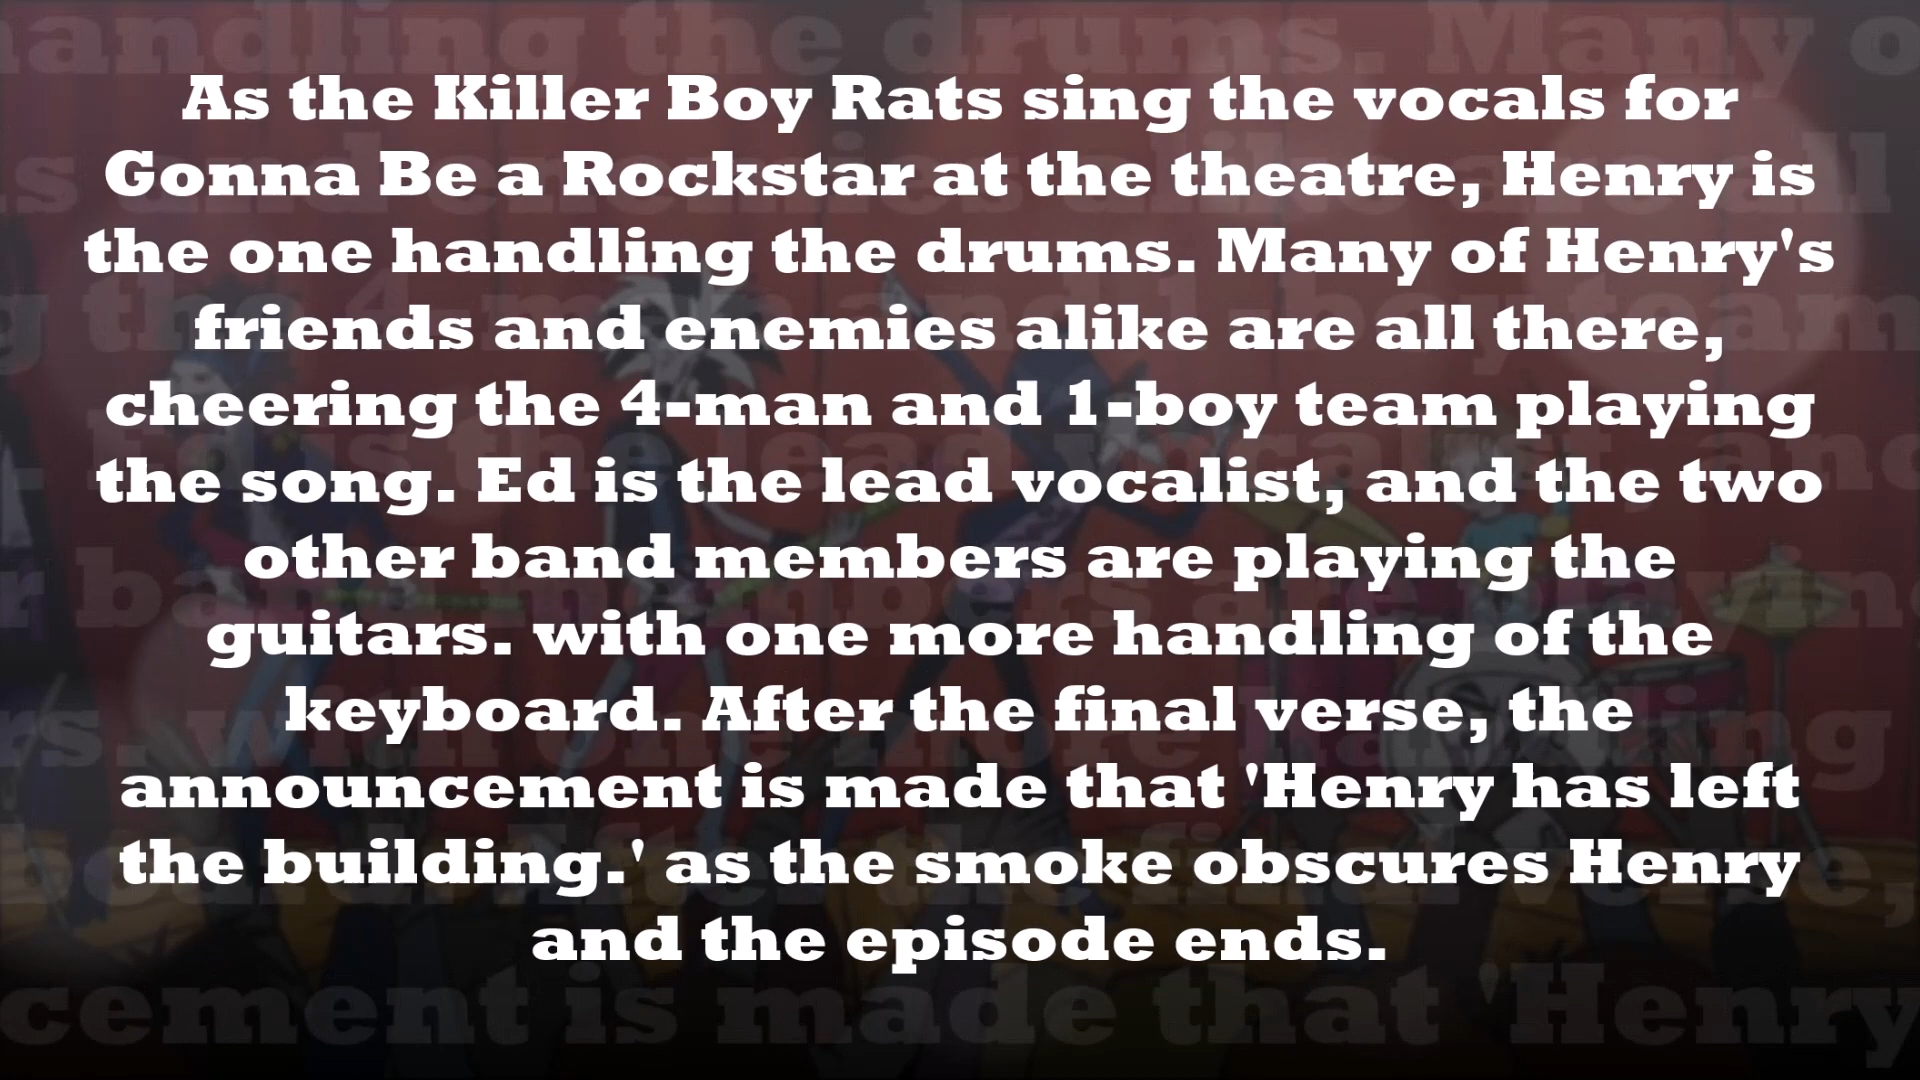 As the Killer Boy Rats sing the vocals for
Gonna Be a Rockstar at the theatre, Henry is
the one handling the drums. Many of Henry's
friends and enemies alike are all there,
cheering the 4-man and 1-boy team playing
the song. Ed is the lead vocalist, and the two
other band members are playing the
guitars. with one more handling of the
keyboard. After the final verse, the
announcement is made that 'Henry has left
the building.' as the smoke obscures Henry
and the episode ends.